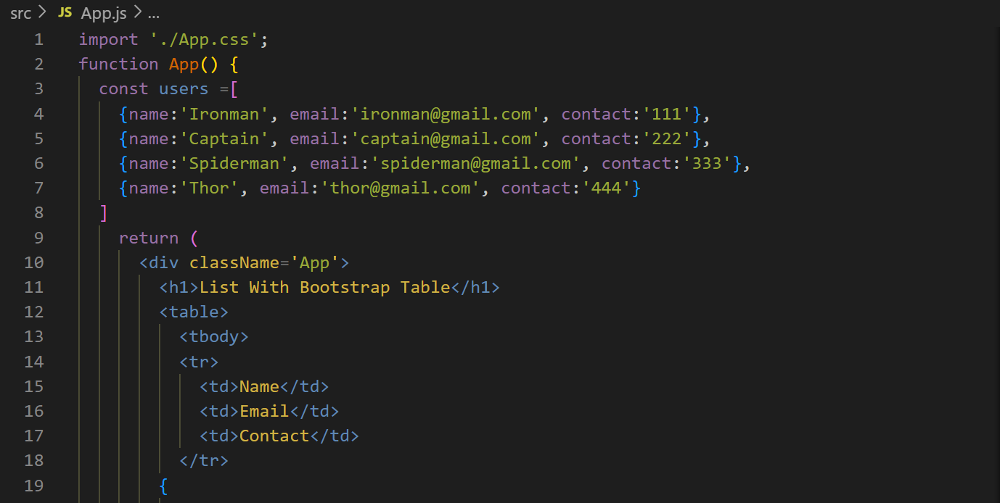 src > JS App.js > ...
1 import './App.css';
2 function App() {
3 const users =[
4 {name:'Ironman', email:'ironman@gmail.com', contact:'111'},
5 {name:'Captain', email:'captain@gmail.com', contact:'222'},
6 {name:'Spiderman', email:'spiderman@gmail.com', contact:'333'},
7 {name:'Thor', email:'thor@gmail.com', contact:'444'}
8 ]
9 return (
10 <div className='App'>
11 <h1>List With Bootstrap Table</h1>
12 <table>
13 <tbody>
14 <tr>
15 <td>Name</td>
16 <td>Email</td>
17 <td>Contact</td>
18 </tr>
19 {